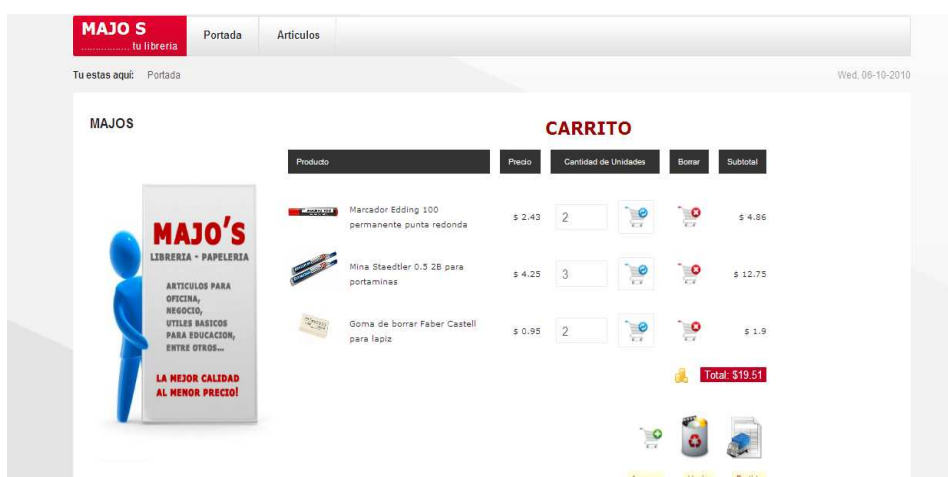 MAJO S
................ tu libreria
Portada
Articulos
Tu estas aquí: Portada
Wed, 06-10-2010
MAJOS
CARRITO
Producto
Precio
Cantidad de Unidades
Borrar
Subtotal
MAJO'S
LIBRERIA - PAPELERIA
ARTICULOS PARA
OFICINA,
NEGOCIO,
UTILES BASICOS
PARA EDUCACION,
ENTRE OTROS...
LA MEJOR CALIDAD
AL MENOR PRECIO!
Marcador Edding 100
permanente punta redonda
$ 2.43
2
$ 4.86
Mina Staedtler 0.5 2B para
portaminas
$ 4.25
3
$ 12.75
Goma de borrar Faber Castell
para lapiz
$ 0.95
2
$ 1.9
Total: $19.51